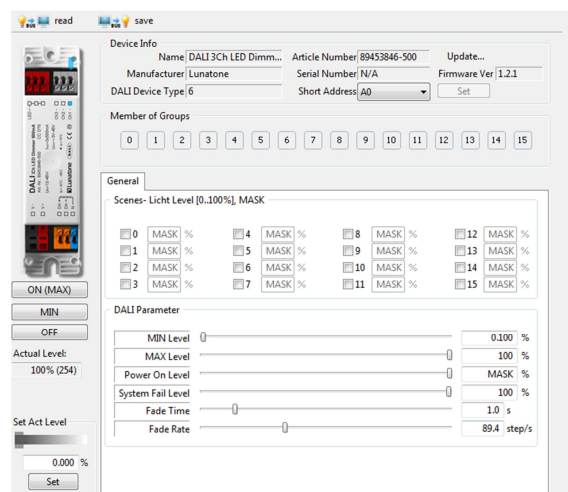 read save
Device Info
Name DALI 3Ch LED Dimm... Article Number 89453846-500 Update...
Manufacturer Lunatone Serial Number N/A Firmware Ver 1.2.1
DALI Device Type 6 Short Address A0 Set
Member of Groups
0 1 2 3 4 5 6 7 8 9 10 11 12 13 14 15
General
Scenes- Licht Level [0..100%], MASK
0 MASK % 4 MASK % 8 MASK % 12 MASK %
1 MASK % 5 MASK % 9 MASK % 13 MASK %
2 MASK % 6 MASK % 10 MASK % 14 MASK %
3 MASK % 7 MASK % 11 MASK % 15 MASK %
ON (MAX)
MIN
OFF
Actual Level:
100% (254)
Set Act Level
0.000 %
Set
DALI Parameter
MIN Level 0.100 %
MAX Level 100 %
Power On Level MASK %
System Fail Level 100 %
Fade Time 1.0 s
Fade Rate 89.4 step/s
BUS
BUS
DALI 3Ch LED Dimmer 500mA
Lunatone